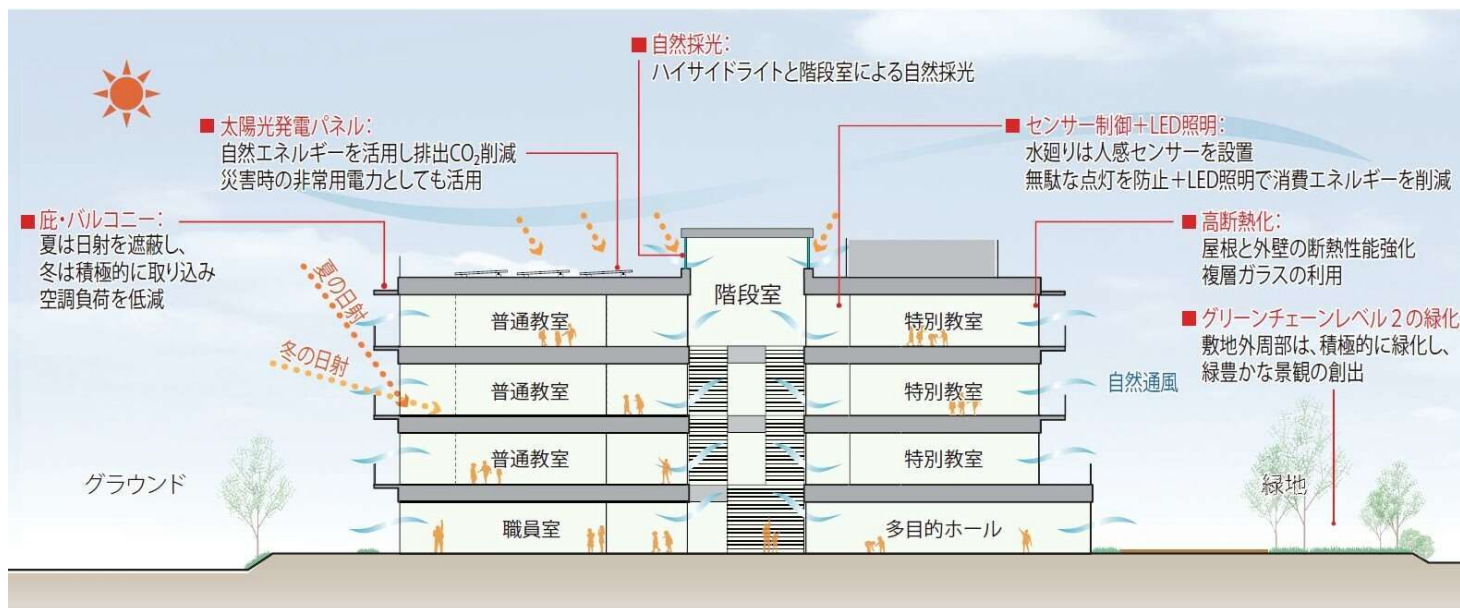 ■ 自然採光：
ハイサイドライトと階段室による自然採光
■ 太陽光発電パネル：
自然エネルギーを活用し排出CO₂削減
災害時の非常用電力としても活用
■ センサー制御＋LED照明：
水廻りは人感センサーを設置
無駄な点灯を防止＋LED照明で消費エネルギーを削減
■ 庇・バルコニー：
夏は日射を遮蔽し、
冬は積極的に取り込み
空調負荷を低減
■ 高断熱化：
屋根と外壁の断熱性能強化
複層ガラスの利用
■ グリーンチェーンレベル２の緑化
敷地外周部は、積極的に緑化し、
緑豊かな景観の創出
夏の日射
冬の日射
階段室
普通教室
特別教室
普通教室
特別教室
自然通風
普通教室
特別教室
グラウンド
緑地
職員室
多目的ホール